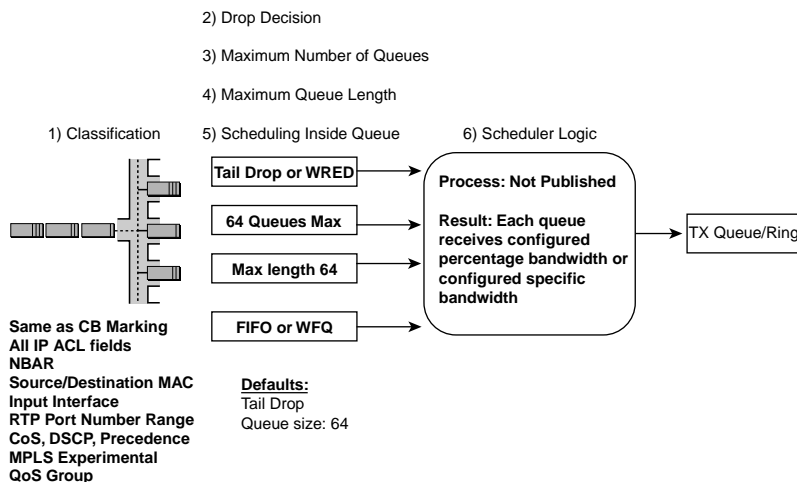 2) Drop Decision
3) Maximum Number of Queues
4) Maximum Queue Length
1) Classification
5) Scheduling Inside Queue
6) Scheduler Logic
Tail Drop or WRED
64 Queues Max
Max length 64
FIFO or WFQ
Process: Not Published
Result: Each queue
receives configured
percentage bandwidth or
configured specific
bandwidth
TX Queue/Ring
Same as CB Marking
All IP ACL fields
NBAR
Source/Destination MAC
Input Interface
RTP Port Number Range
CoS, DSCP, Precedence
MPLS Experimental
QoS Group
Defaults:
Tail Drop
Queue size: 64